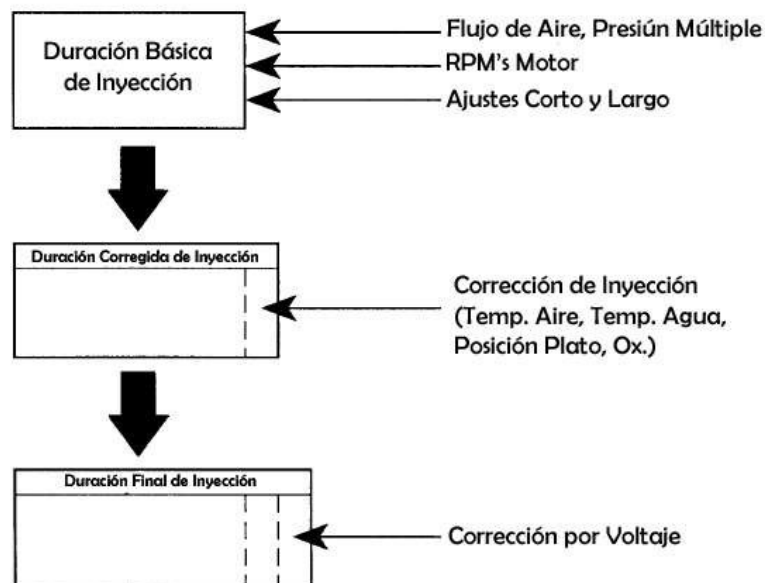 Duración Básica
de Inyección
Flujo de Aire, Presiún Múltiple
RPM's Motor
Ajustes Corto y Largo
Duración Corregida de Inyección
Corrección de Inyección
(Temp. Aire, Temp. Agua,
Posición Plato, Ox.)
Duración Final de Inyección
Corrección por Voltaje